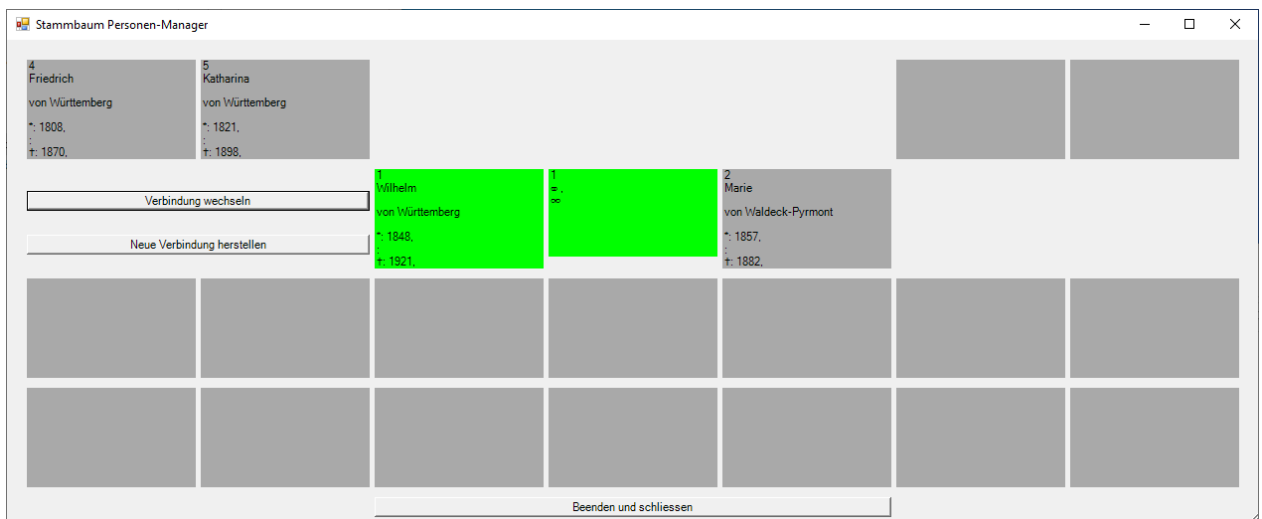 Stammbaum Personen-Manager
4
Friedrich
von Württemberg
*: 1808,
:
†: 1870,
5
Katharina
von Württemberg
*: 1821,
:
†: 1898,
Verbindung wechseln
Neue Verbindung herstellen
1
Wilhelm
von Württemberg
*: 1848,
:
†: 1921,
1
⚭ ,
⚮
2
Marie
von Waldeck-Pyrmont
*: 1857,
:
†: 1882,
Beenden und schliessen